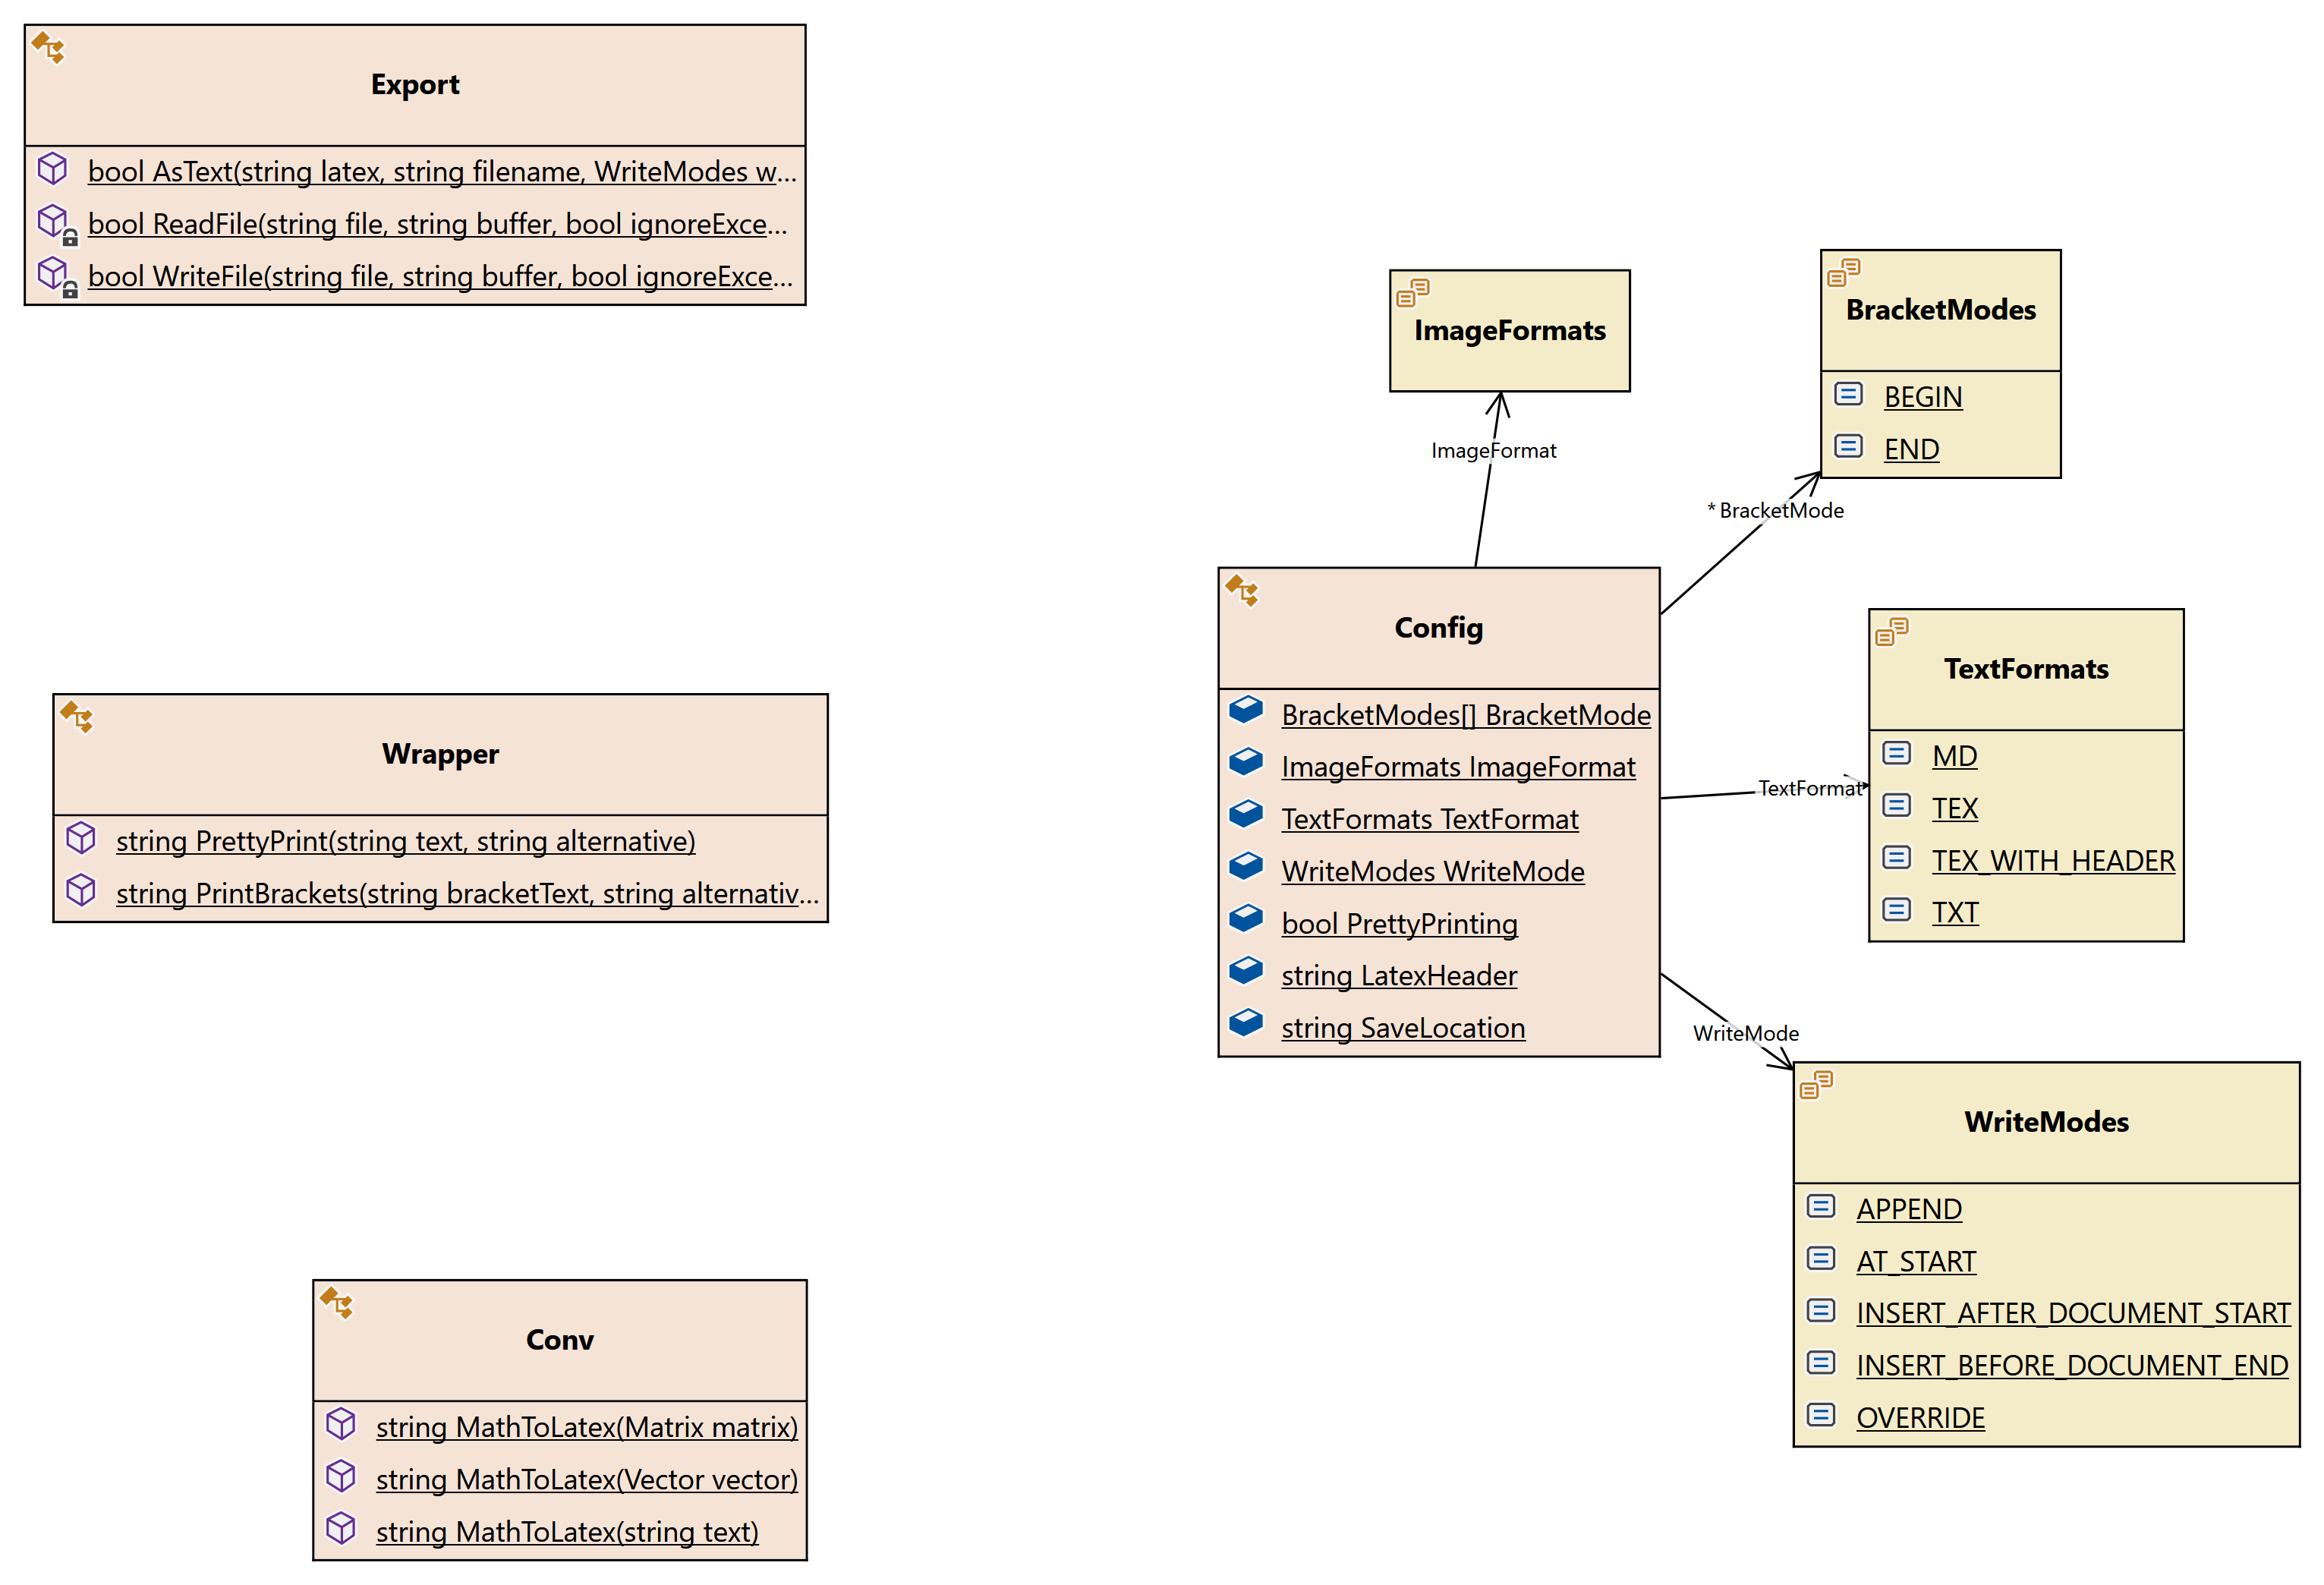 Export
bool AsText(string latex, string filename, WriteModes w...
bool ReadFile(string file, string buffer, bool ignoreExce...
bool WriteFile(string file, string buffer, bool ignoreExce...
Wrapper
string PrettyPrint(string text, string alternative)
string PrintBrackets(string bracketText, string alternativ...
Conv
string MathToLatex(Matrix matrix)
string MathToLatex(Vector vector)
string MathToLatex(string text)
ImageFormats
ImageFormat
BracketModes
BEGIN
END
* BracketMode
Config
BracketModes[] BracketMode
ImageFormats ImageFormat
TextFormats TextFormat
WriteModes WriteMode
bool PrettyPrinting
string LatexHeader
string SaveLocation
TextFormat
TextFormats
MD
TEX
TEX_WITH_HEADER
TXT
WriteMode
WriteModes
APPEND
AT_START
INSERT_AFTER_DOCUMENT_START
INSERT_BEFORE_DOCUMENT_END
OVERRIDE